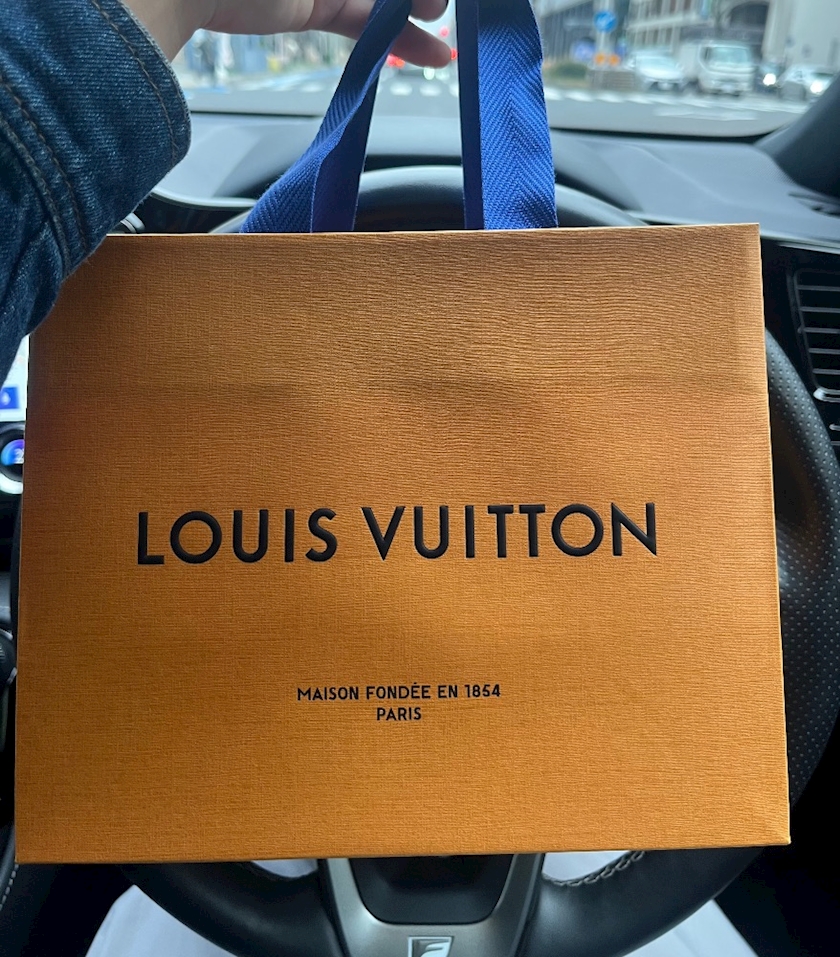 LOUIS VUITTON
MAISON FONDÉE EN 1854
PARIS